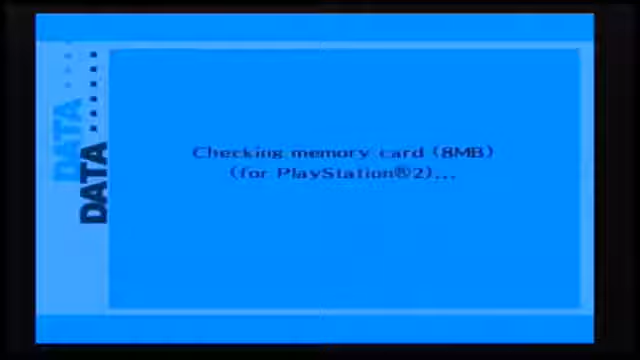 Checking memory card (8MB)
(for PlayStation®2)...
DATA
DATA